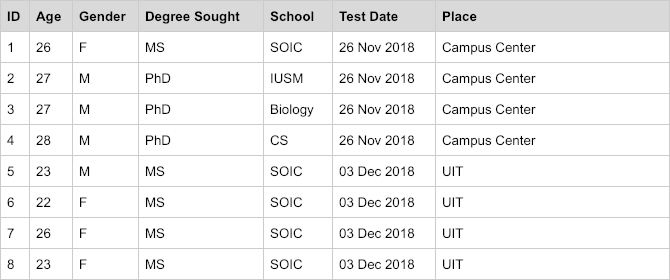 ID Age Gender Degree Sought School Test Date Place
1 26 F MS SOIC 26 Nov 2018 Campus Center
2 27 M PhD IUSM 26 Nov 2018 Campus Center
3 27 M PhD Biology 26 Nov 2018 Campus Center
4 28 M PhD CS 26 Nov 2018 Campus Center
5 23 M MS SOIC 03 Dec 2018 UIT
6 22 F MS SOIC 03 Dec 2018 UIT
7 26 F MS SOIC 03 Dec 2018 UIT
8 23 F MS SOIC 03 Dec 2018 UIT